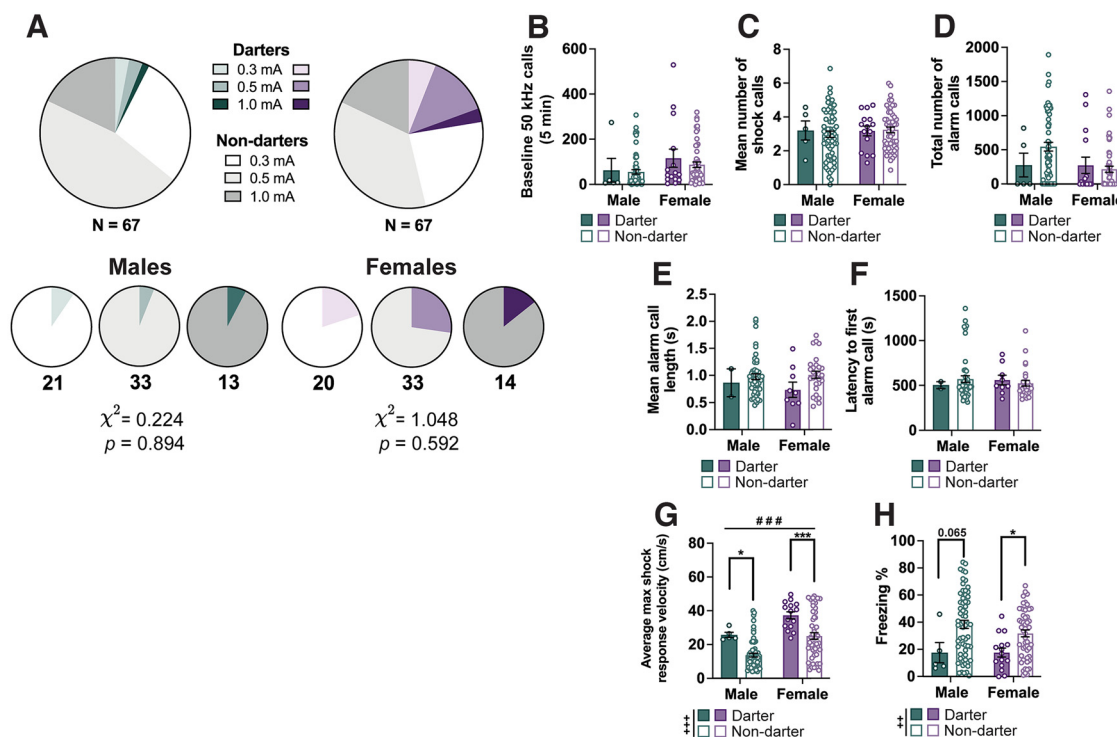 A
Darters
0.3 mA
0.5 mA
1.0 mA
Non-darters
0.3 mA
0.5 mA
1.0 mA
N = 67
N = 67
Males
Females
21
33
13
20
33
14
χ2= 0.224
p = 0.894
χ2= 1.048
p = 0.592
B
Baseline 50 kHz calls
(5 min)
600
400
200
0
Male
Female
Darter
Non-darter
C
Mean number of
shock calls
8
6
4
2
0
Male
Female
Darter
Non-darter
D
Total number of
alarm calls
2000
1500
1000
500
0
Male
Female
Darter
Non-darter
E
Mean alarm call
length (s)
2.5
2.0
1.5
1.0
0.5
0.0
Male
Female
Darter
Non-darter
F
Latency to first
alarm call (s)
1500
1000
500
0
Male
Female
Darter
Non-darter
G
Average max shock
response velocity (cm/s)
80
60
40
20
0
###
*
***
Male
Female
‡‡‡
Darter
Non-darter
H
Freezing %
100
80
60
40
20
0
0.065
*
Male
Female
‡‡
Darter
Non-darter